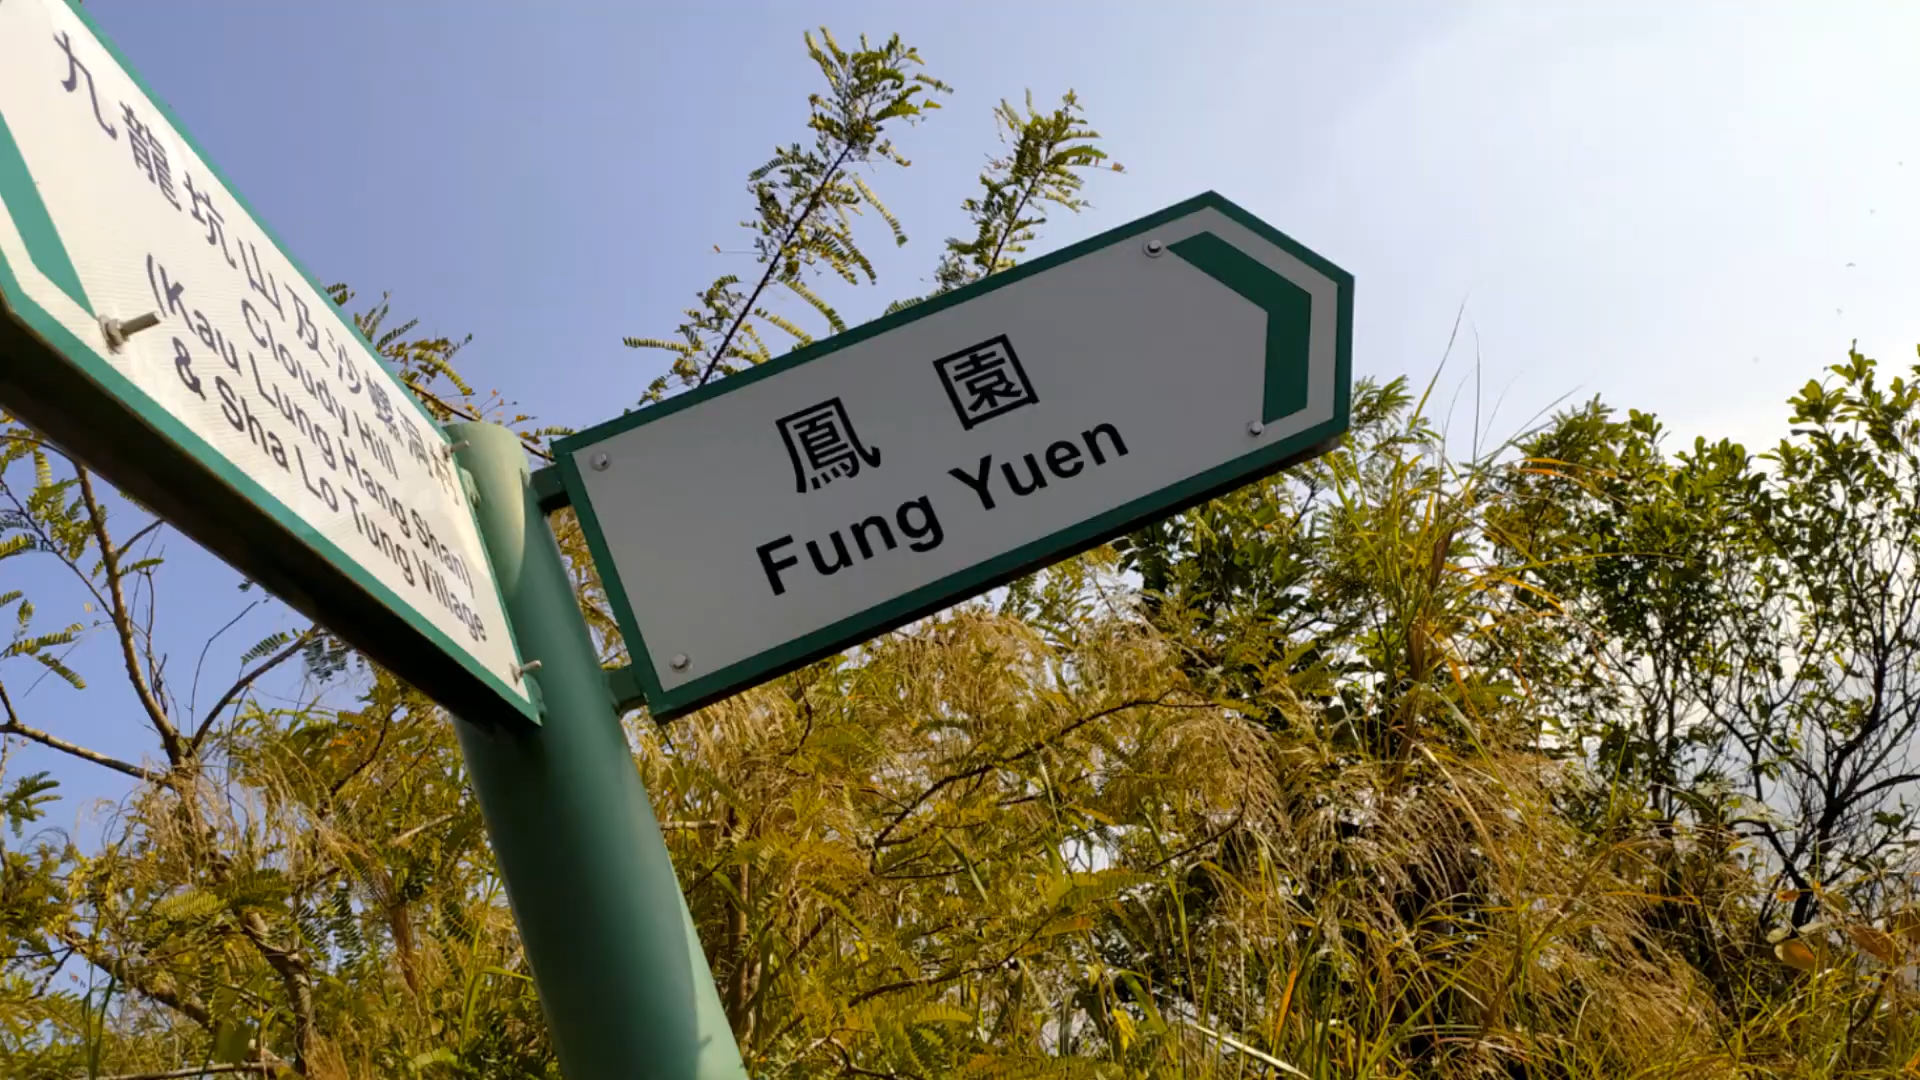 九龍坑山及沙螺洞村
Cloudy Hill
(Kau Lung Hang Shan)
& Sha Lo Tung Village
鳳園
Fung Yuen